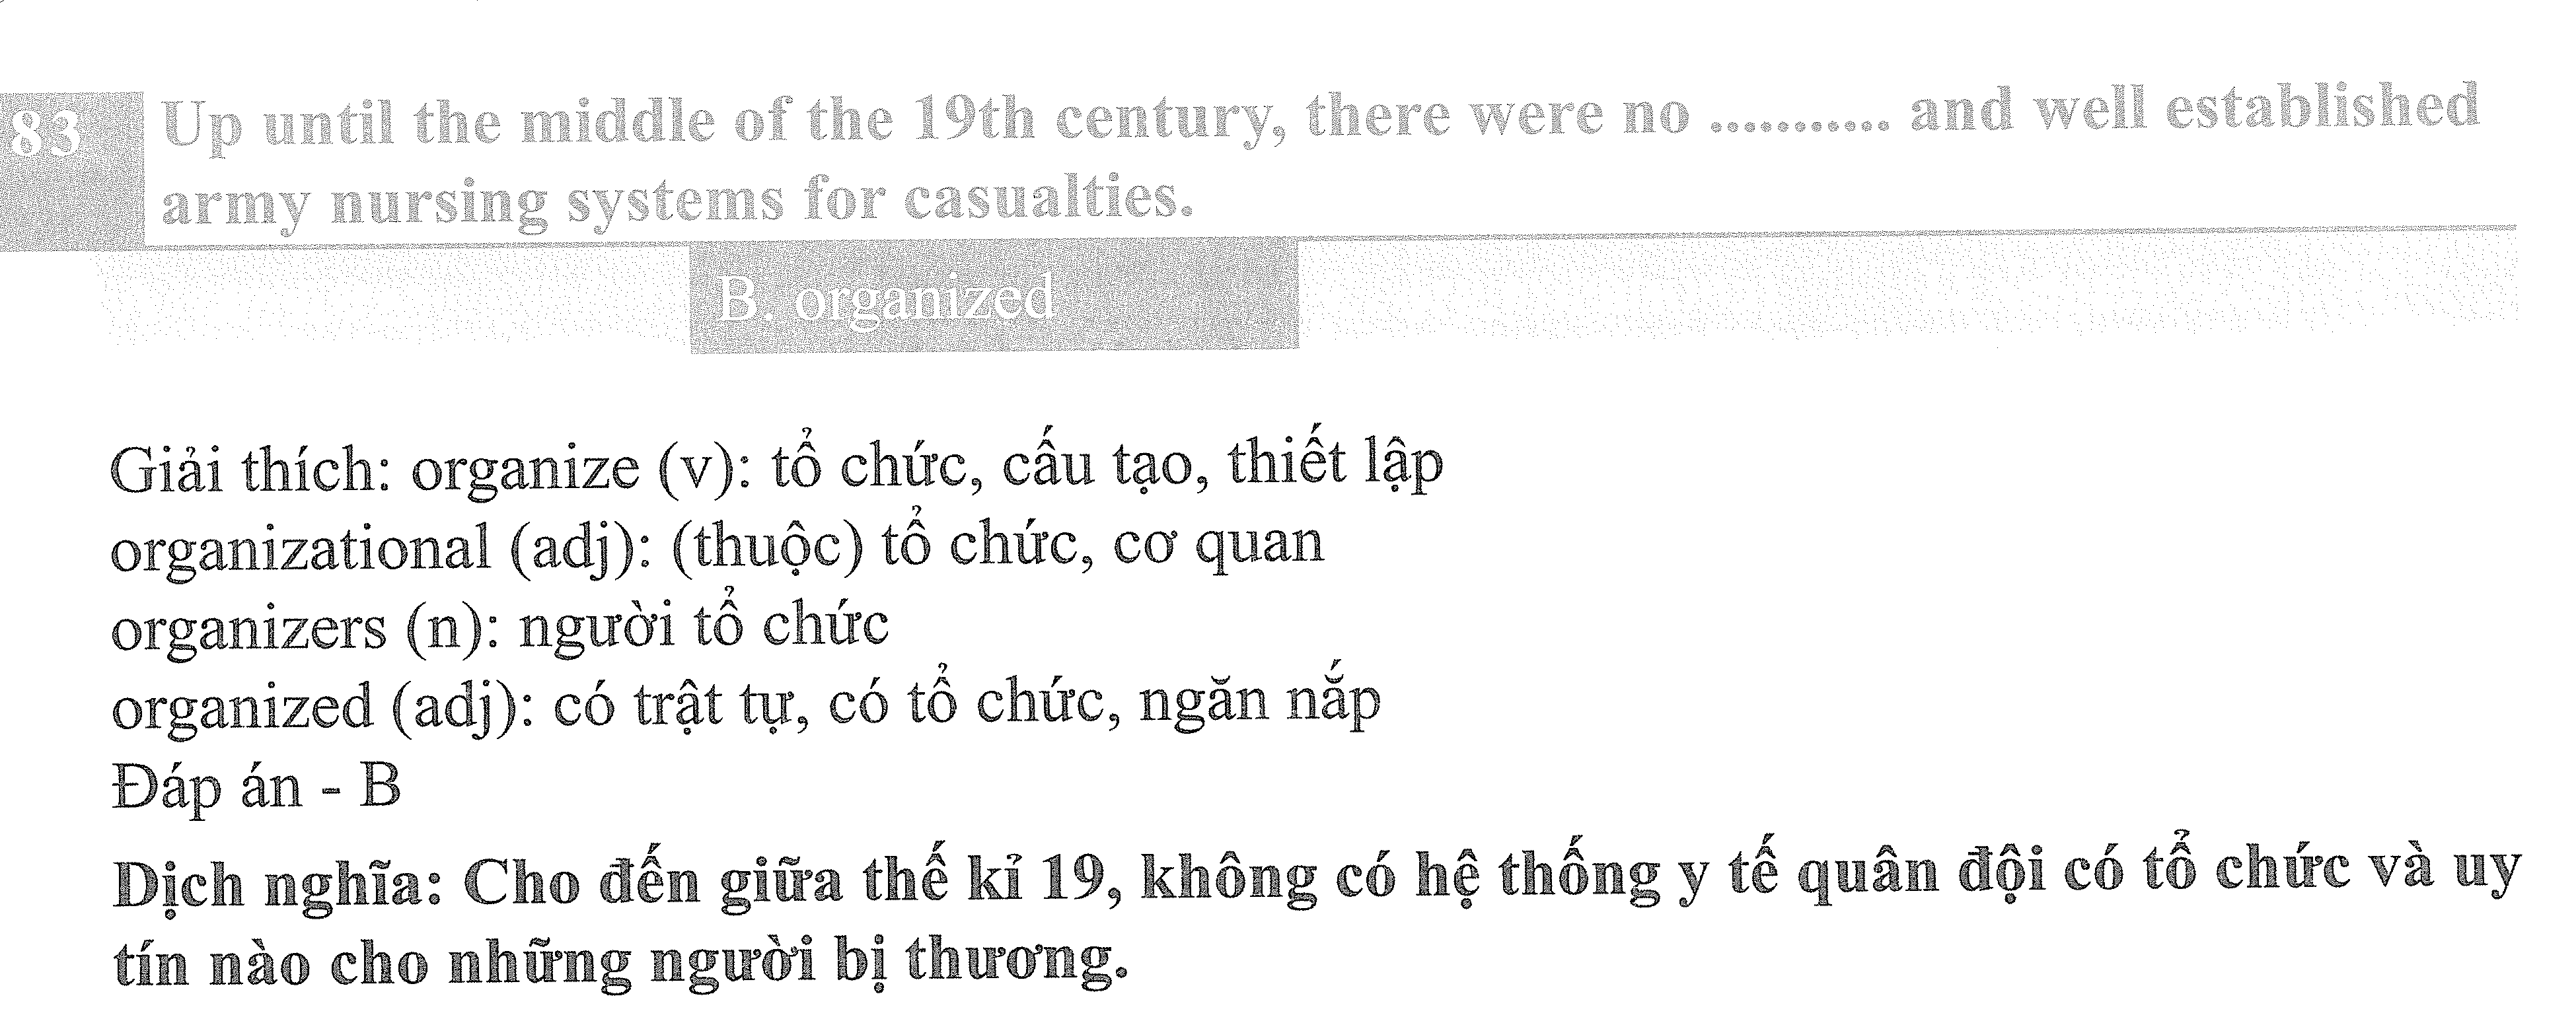 83 Up until the middle of the 19th century, there were no ........... and well established
army nursing systems for casualties.
B. organized
Giải thích: organize (v): tổ chức, cấu tạo, thiết lập
organizational (adj): (thuộc) tổ chức, cơ quan
organizers (n): người tổ chức
organized (adj): có trật tự, có tổ chức, ngăn nắp
Đáp án - B
Dịch nghĩa: Cho đến giữa thế kỉ 19, không có hệ thống y tế quân đội có tổ chức và uy
tín nào cho những người bị thương.